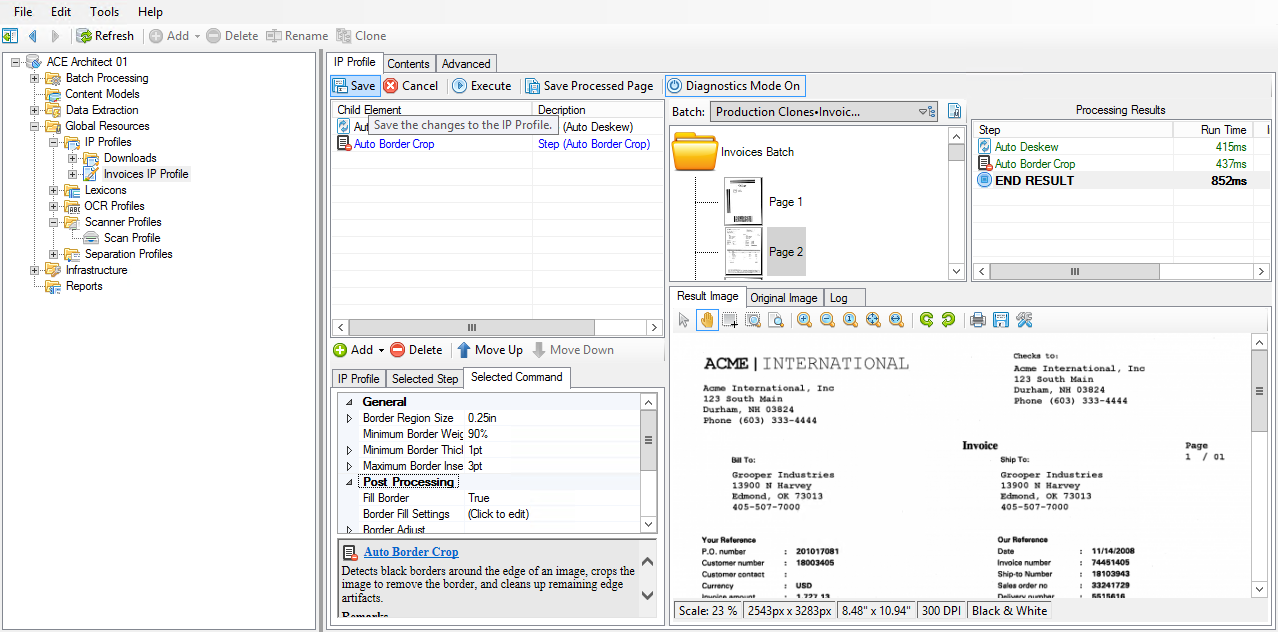 File Edit Tools Help
Refresh Add Delete Rename Clone
ACE Architect 01
Batch Processing
Content Models
Data Extraction
Global Resources
IP Profiles
Downloads
Invoices IP Profile
Lexicons
OCR Profiles
Scanner Profiles
Scan Profile
Separation Profiles
Infrastructure
Reports
IP Profile Contents Advanced
Save Cancel Execute Save Processed Page Diagnostics Mode On
Child Element Decription
Aut (Auto Deskew)
Save the changes to the IP Profile.
Auto Border Crop Step (Auto Border Crop)
Add Delete Move Up Move Down
IP Profile Selected Step Selected Command
General
Border Region Size 0.25in
Minimum Border Weig 90%
Minimum Border Thicl 1pt
Maximum Border Inse 3pt
Post Processing
Fill Border True
Border Fill Settings (Click to edit)
Border Adjust
Auto Border Crop
Detects black borders around the edge of an image, crops the
image to remove the border, and cleans up remaining edge
artifacts.
Remarks
Batch: Production Clones•Invoic...
Invoices Batch
Page 1
Page 2
Processing Results
Step Run Time
Auto Deskew 415ms
Auto Border Crop 437ms
END RESULT 852ms
Result Image Original Image Log
ACME | INTERNATIONAL
Acme International, Inc
123 South Main
Durham, NH 03824
Phone (603) 333-4444
Checks to:
Acme International, Inc
123 South Main
Durham, NH 03824
Phone (603) 333-4444
Invoice
Page
1 / 01
Bill To:
Grooper Industries
13900 N Harvey
Edmond, OK 73013
405-507-7000
Ship To:
Grooper Industries
13900 N Harvey
Edmond, OK 73013
405-507-7000
Your Reference
P.O. number : 201017081
Customer number : 18003405
Customer contact :
Currency : USD
Invoice amount : 1,727.13
Our Reference
Date : 11/14/2008
Invoice number : 74451405
Ship-to Number : 18103943
Sales order no : 33241729
Delivery number : 5515616
Scale: 23 % 2543px x 3283px 8.48" x 10.94" 300 DPI Black & White